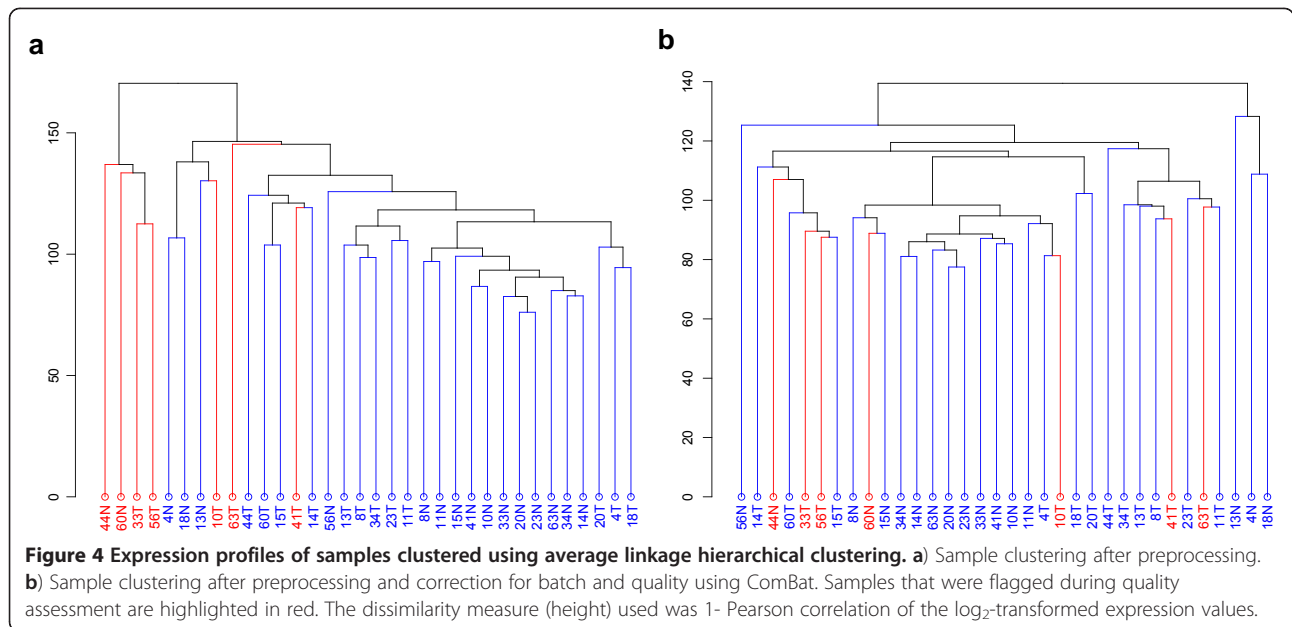 a
b
150
100
50
0
44N 60N 33T 56T 4N 18N 13N 10T 63T 44T 60T 15T 41T 14T 56N 13T 8T 34T 23T 11T 8N 11N 15N 41N 10N 33N 20N 23N 63N 34N 14N 20T 4T 18T
140
120
100
80
60
40
20
0
56N 14T 44N 60T 33T 56T 15T 8N 60N 15N 34N 14N 63N 20N 23N 33N 41N 10N 11N 4T 10T 18T 20T 44T 34T 13T 8T 41T 23T 63T 11T 13N 4N 18N
Figure 4 Expression profiles of samples clustered using average linkage hierarchical clustering. a) Sample clustering after preprocessing.
b) Sample clustering after preprocessing and correction for batch and quality using ComBat. Samples that were flagged during quality
assessment are highlighted in red. The dissimilarity measure (height) used was 1- Pearson correlation of the log₂-transformed expression values.